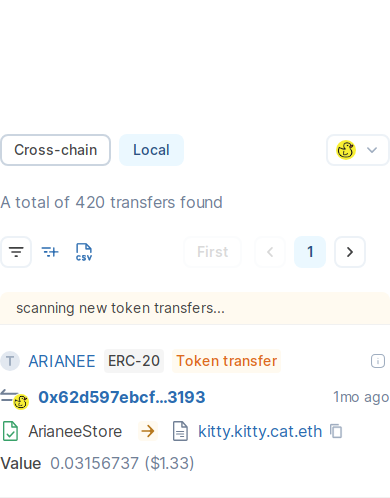 Cross-chain Local
A total of 420 transfers found
CSV First 1
scanning new token transfers...
T ARIANEE ERC-20 Token transfer i
0x62d597ebcf...3193 1mo ago
ArianeeStore kitty.kitty.cat.eth
Value 0.03156737 ($1.33)